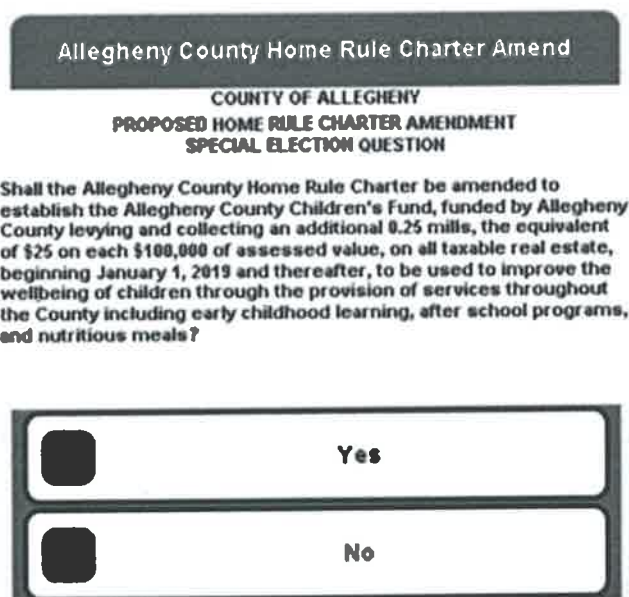 Allegheny County Home Rule Charter Amend
COUNTY OF ALLEGHENY
PROPOSED HOME RULE CHARTER AMENDMENT
SPECIAL ELECTION QUESTION
Shall the Allegheny County Home Rule Charter be amended to
establish the Allegheny County Children's Fund, funded by Allegheny
County levying and collecting an additional 0.25 mills, the equivalent
of $25 on each $100,000 of assessed value, on all taxable real estate,
beginning January 1, 2019 and thereafter, to be used to improve the
wellbeing of children through the provision of services throughout
the County including early childhood learning, after school programs,
and nutritious meals?
Yes
No